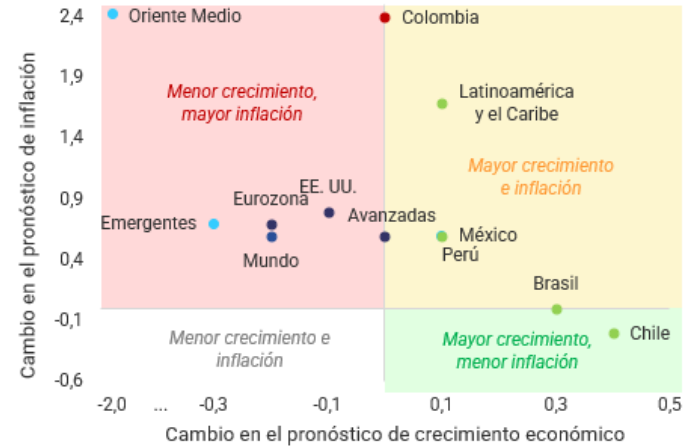 2,4
1,9
1,4
0,9
0,4
-0,1
-0,6
Cambio en el pronóstico de inflación
Oriente Medio
Colombia
Menor crecimiento,
mayor inflación
Latinoamérica
y el Caribe
Mayor crecimiento
e inflación
EE. UU.
Eurozona
Avanzadas
Emergentes
México
Mundo
Perú
Brasil
Menor crecimiento e
inflación
Mayor crecimiento,
menor inflación
Chile
-2,0
...
-0,3
-0,1
0,1
0,3
0,5
Cambio en el pronóstico de crecimiento económico